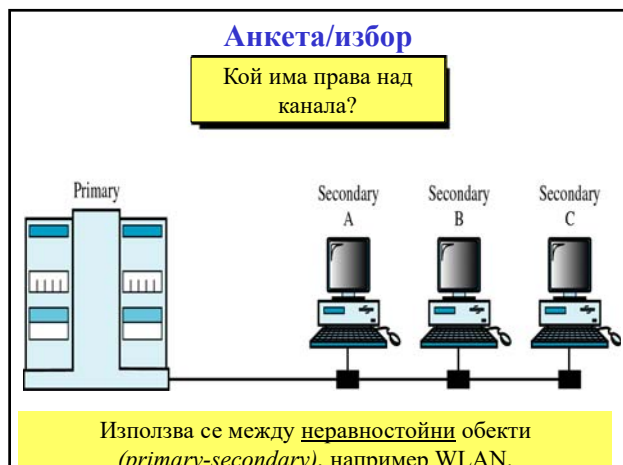 Анкета/избор
Кой има права над
канала?
Primary
Secondary
A
Secondary
B
Secondary
C
Използва се между неравностойни обекти
(primary-secondary), например WLAN.